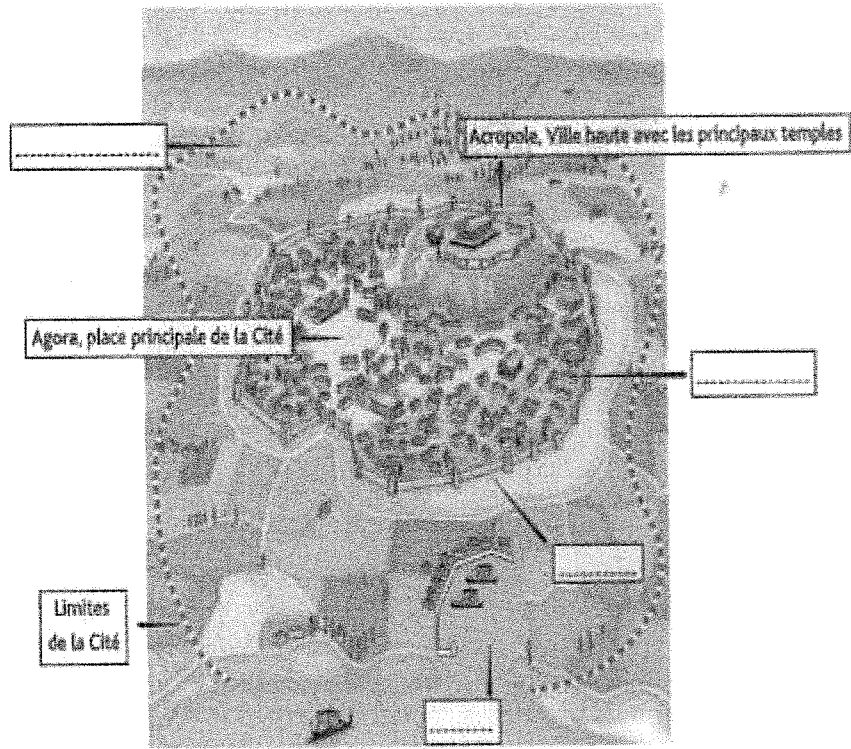 Acropole, Ville haute avec les principaux temples
Agora, place principale de la Cité
Limites
de la Cité